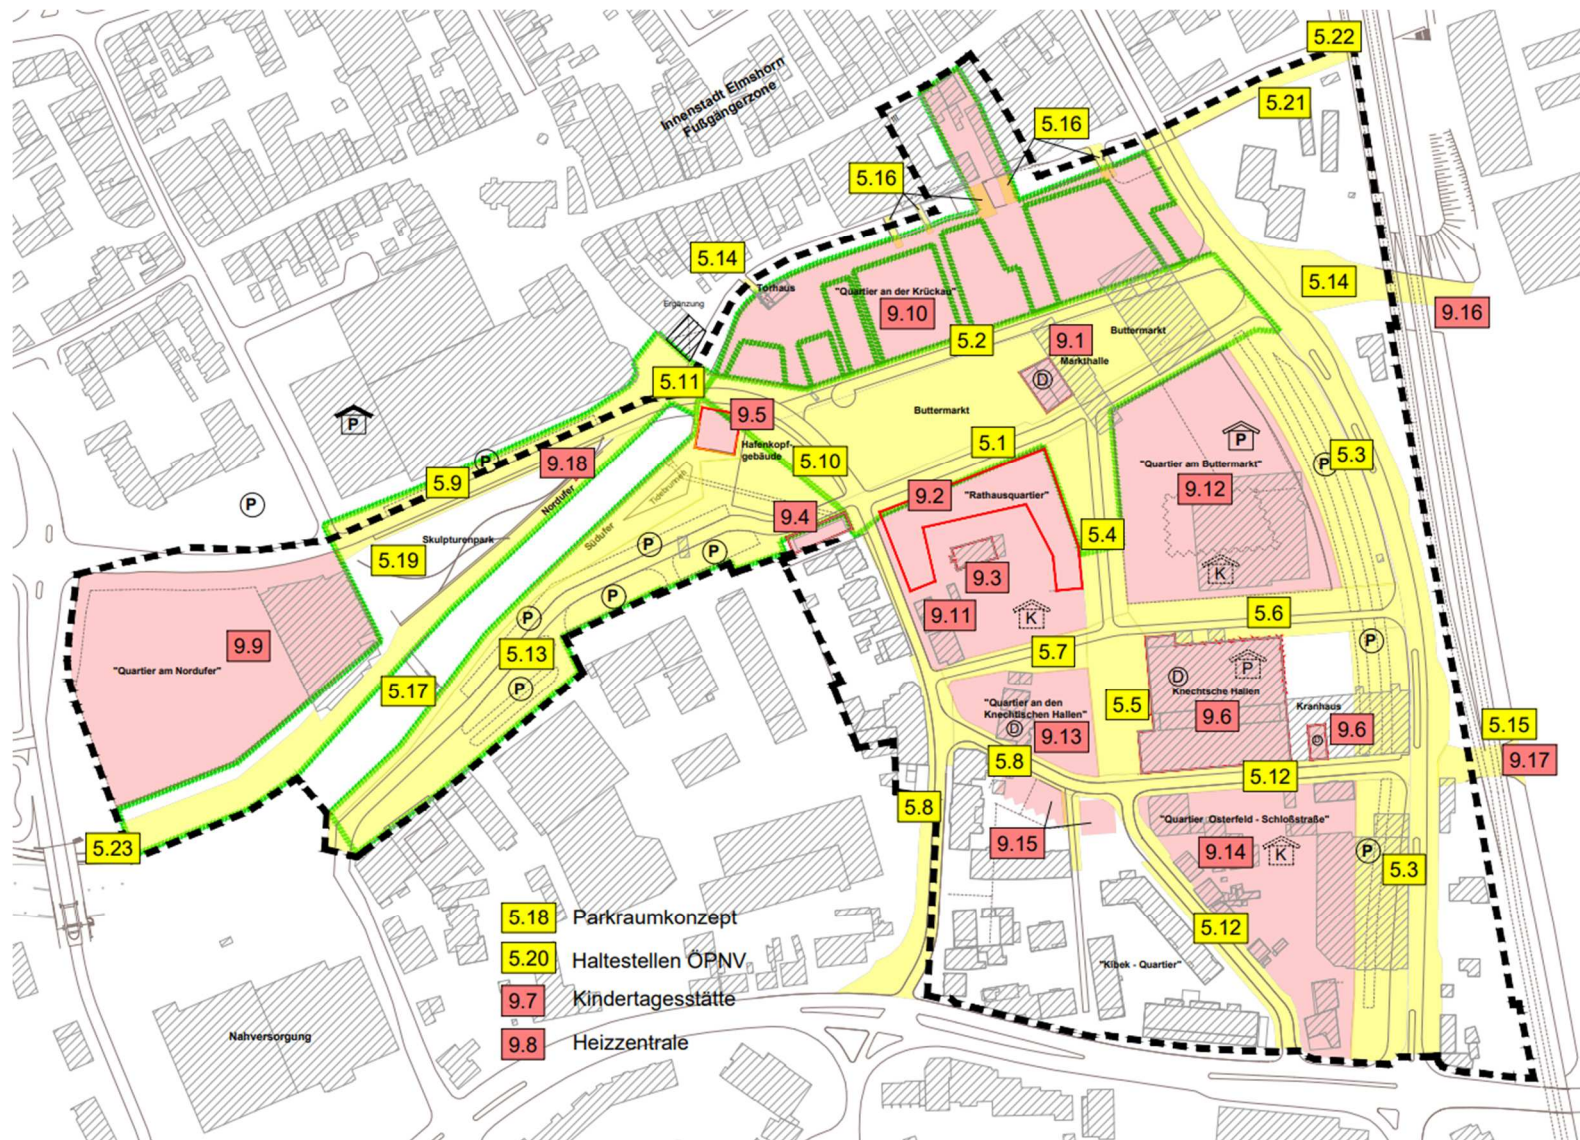 5.22
5.21
Innenstadt Elmshorn
Fußgängerzone
5.16
5.16
5.14
Torhaus
Ergänzung
"Quartier an der Krückau"
9.10
5.14
9.16
5.2
9.1
Buttermarkt
Markthalle
D
5.11
9.5
Buttermarkt
P
Hafenkopf-
gebäude
5.10
5.1
5.3
P
9.18
P
5.9
"Quartier am Buttermarkt"
P
9.12
P
Nordufer
Tidebrunnen
9.2
"Rathausquartier"
9.4
Skulpturenpark
Südufer
5.4
5.19
P
P
9.3
K
P
9.11
K
5.6
P
9.9
"Quartier am Nordufer"
5.13
5.7
P
P
D
P
Knechtsche Hallen
5.17
"Quartier an den
Knechtischen Hallen"
D
9.13
5.5
9.6
Kranhaus
9.6
D
5.15
9.17
5.8
5.12
5.8
5.23
9.15
"Quartier Osterfeld - Schloßstraße"
9.14
K
P
5.3
5.12
"Kibek - Quartier"
5.18 Parkraumkonzept
5.20 Haltestellen ÖPNV
9.7 Kindertagesstätte
9.8 Heizzentrale
Nahversorgung